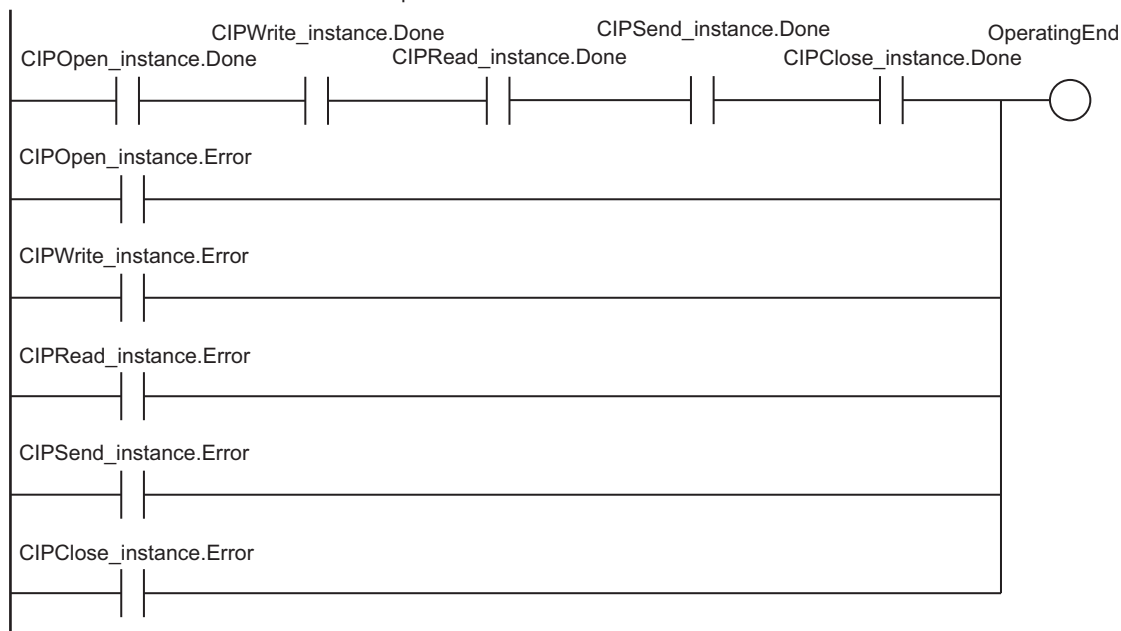 CIPWrite_instance.Done CIPSend_instance.Done OperatingEnd
CIPOpen_instance.Done CIPRead_instance.Done CIPClose_instance.Done
CIPOpen_instance.Error
CIPWrite_instance.Error
CIPRead_instance.Error
CIPSend_instance.Error
CIPClose_instance.Error